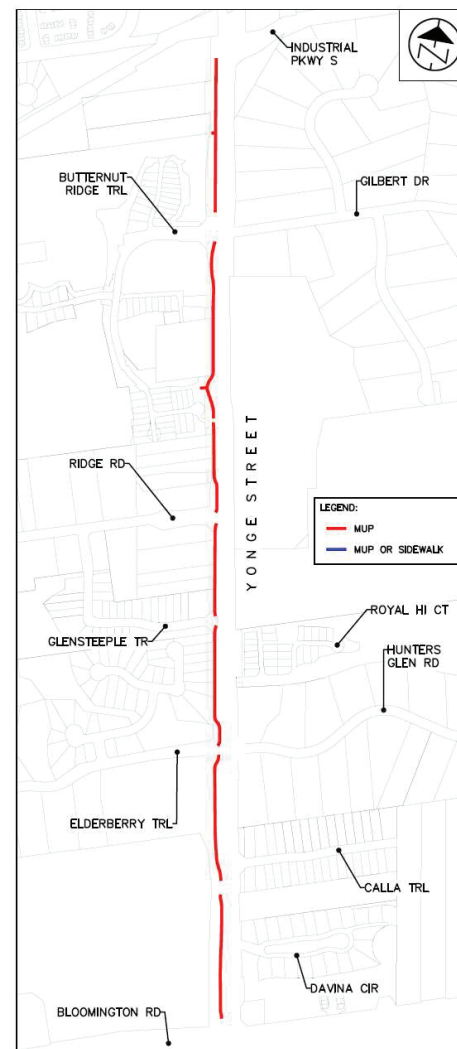 INDUSTRIAL
PKWY S
N
BUTTERNUT
RIDGE TRL
GILBERT DR
YONGE STREET
RIDGE RD
LEGEND:
MUP
MUP OR SIDEWALK
ROYAL HI CT
GLENSTEEPLE TR
HUNTERS
GLEN RD
ELDERBERRY TRL
CALLA TRL
DAVINA CIR
BLOOMINGTON RD